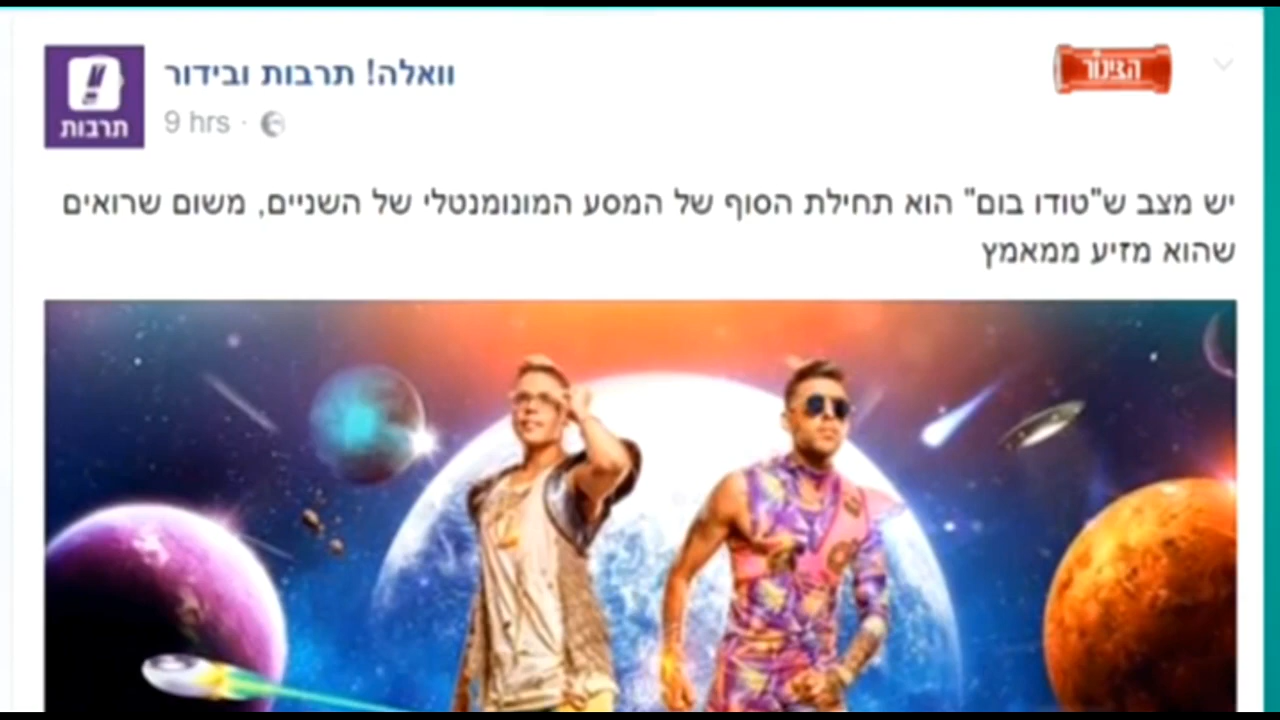 וואלה! תרבות ובידור
הצינור
תרבות
9 hrs ·
יש מצב ש"טודו בום" הוא תחילת הסוף של המסע המונומנטלי של השניים, משום שרואים
שהוא מזיע ממאמץ